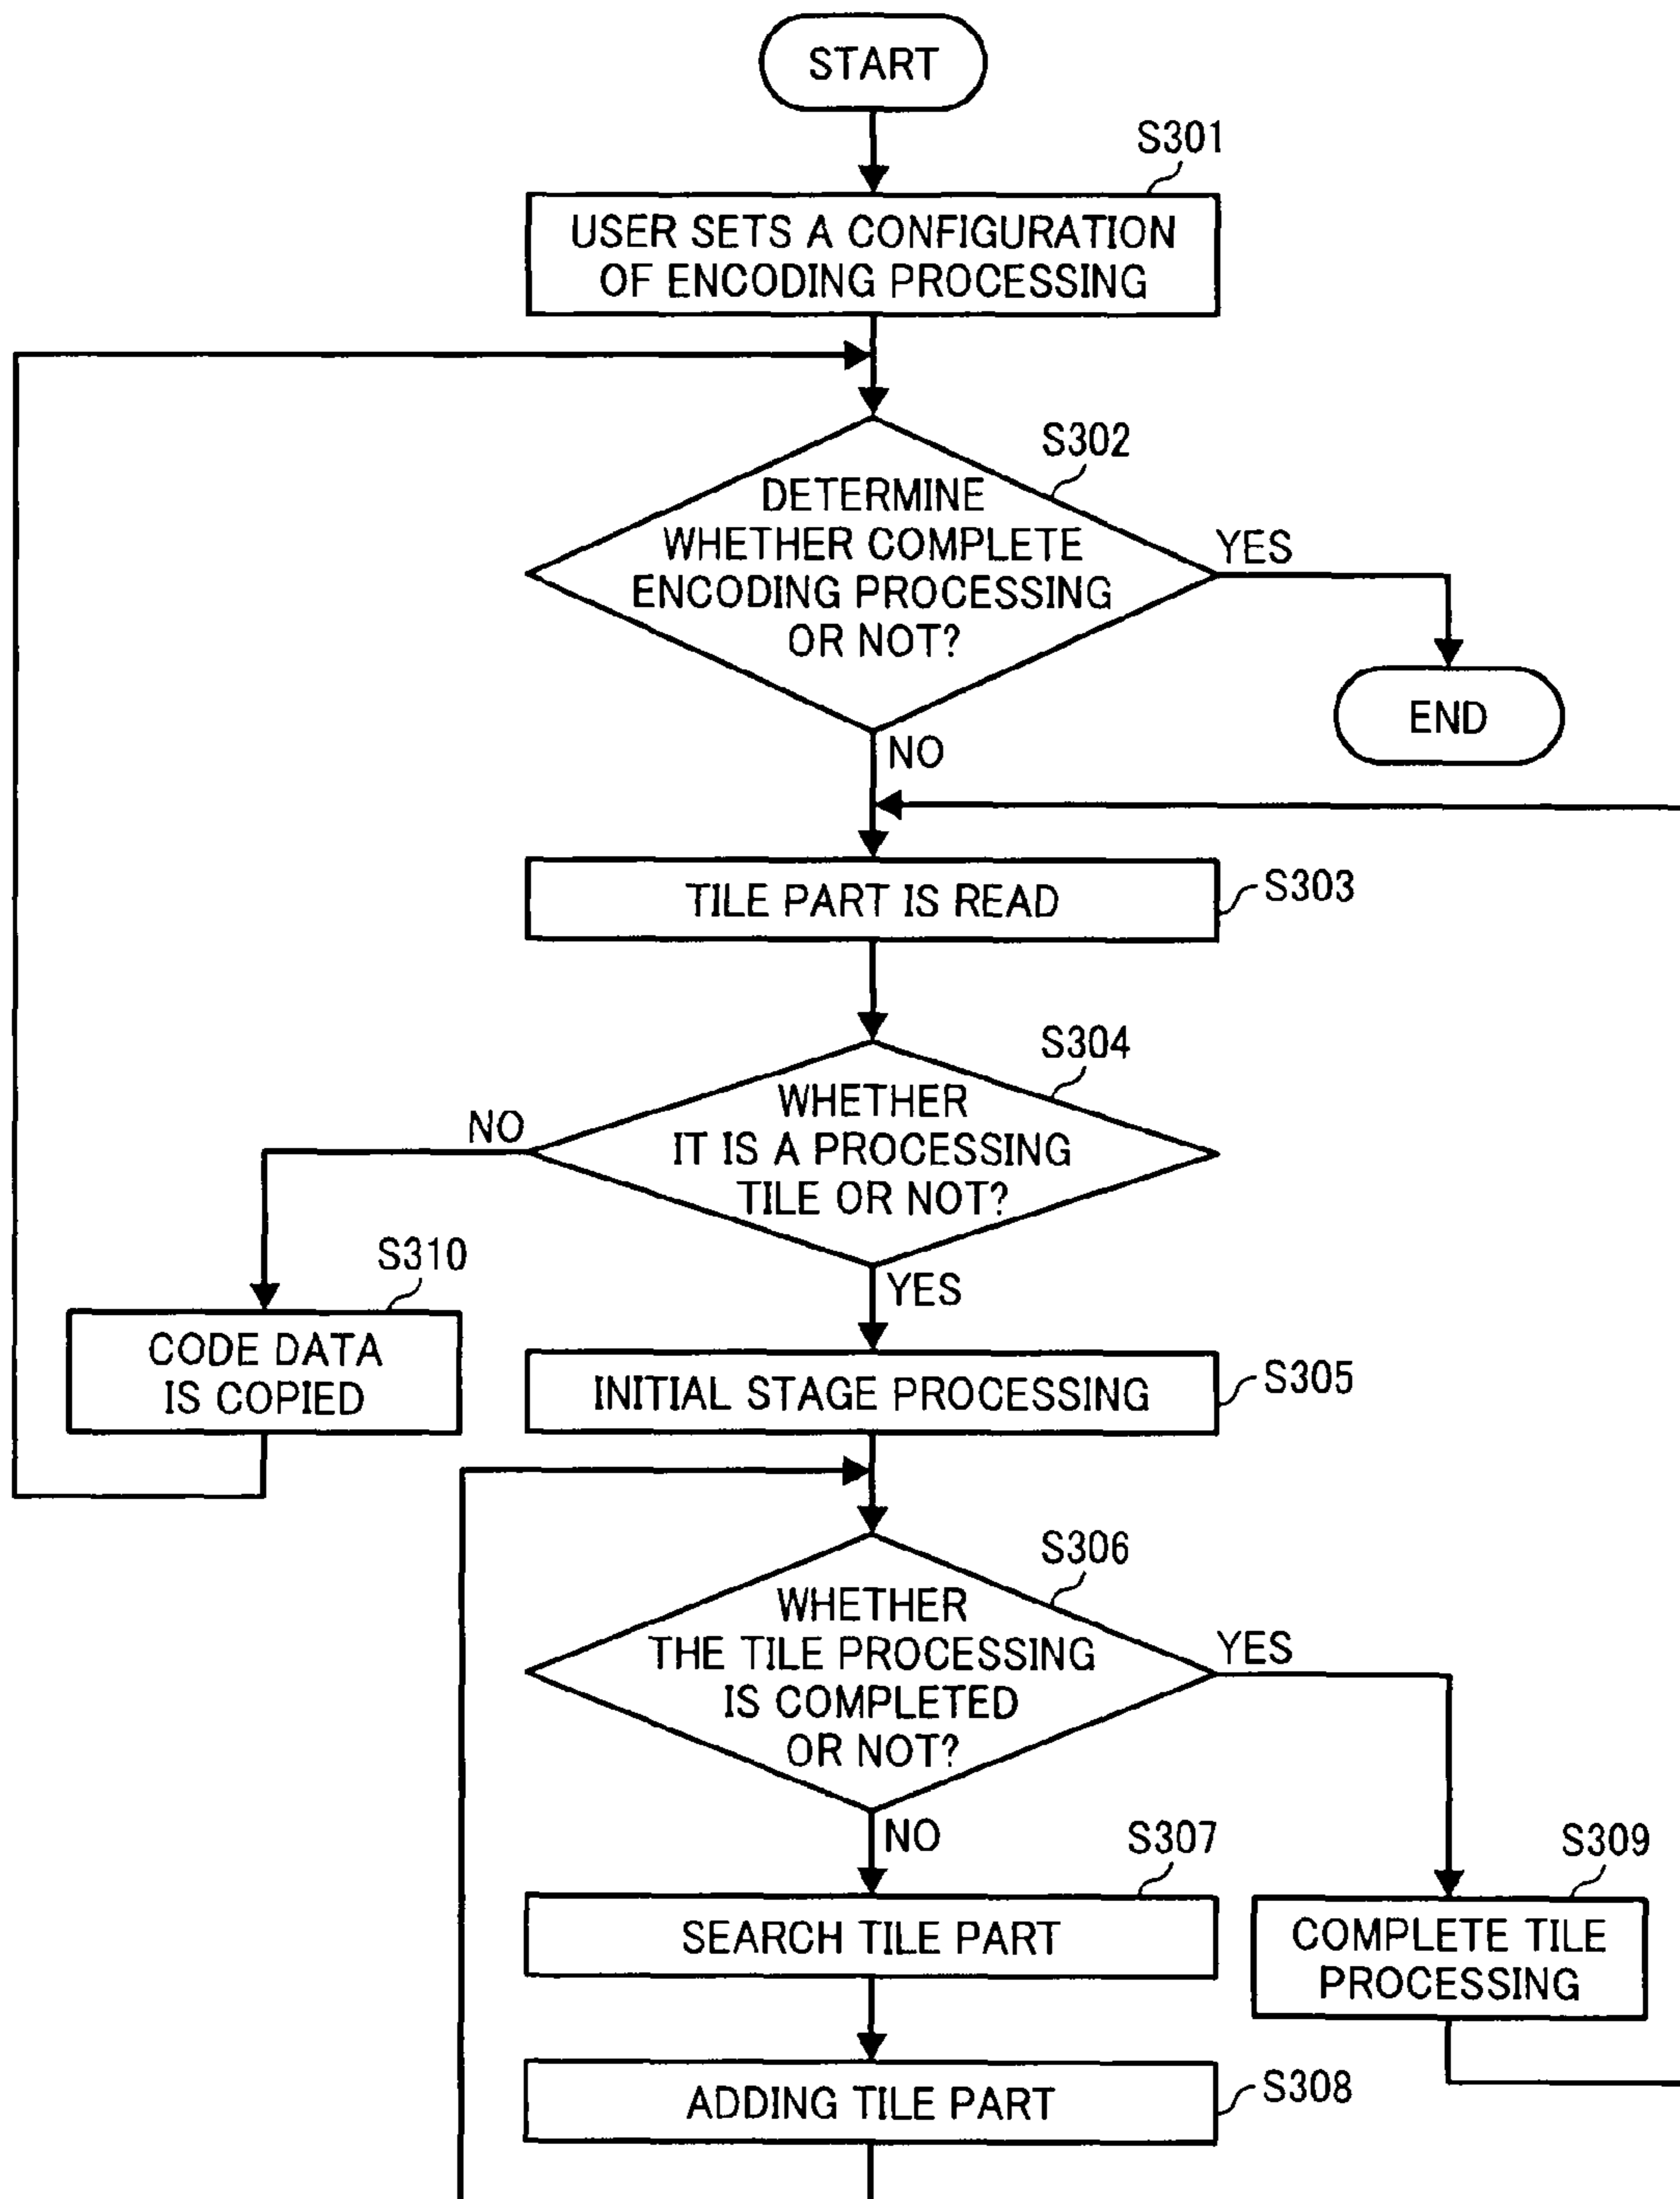 START
S301
USER SETS A CONFIGURATION
OF ENCODING PROCESSING
S302
DETERMINE
WHETHER COMPLETE
ENCODING PROCESSING
OR NOT?
YES
END
NO
TILE PART IS READ
S303
S304
WHETHER
IT IS A PROCESSING
TILE OR NOT?
NO
YES
S310
CODE DATA
IS COPIED
INITIAL STAGE PROCESSING
S305
S306
WHETHER
THE TILE PROCESSING
IS COMPLETED
OR NOT?
YES
NO
S307
SEARCH TILE PART
S309
COMPLETE TILE
PROCESSING
ADDING TILE PART
S308